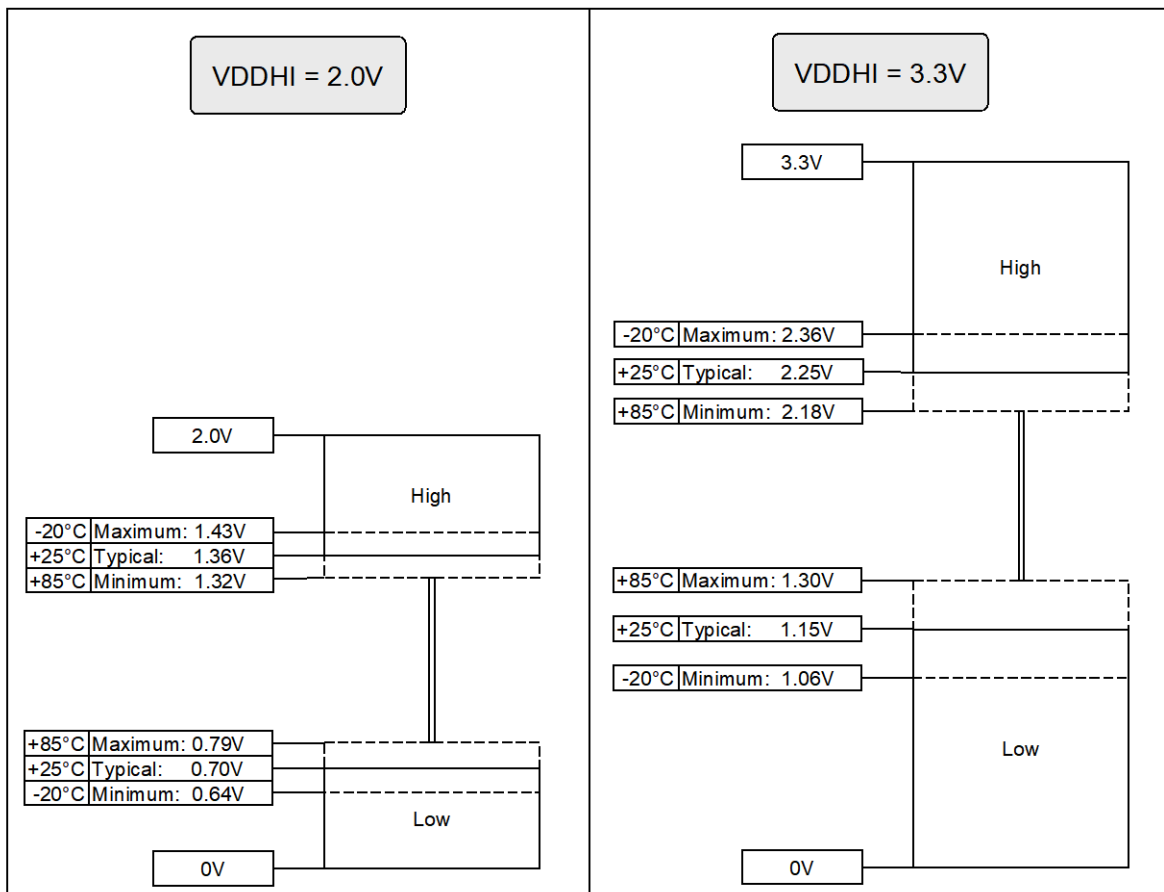 VDDHI = 2.0V
2.0V
High
-20°C Maximum: 1.43V
+25°C Typical: 1.36V
+85°C Minimum: 1.32V
+85°C Maximum: 0.79V
+25°C Typical: 0.70V
-20°C Minimum: 0.64V
Low
0V
VDDHI = 3.3V
3.3V
High
-20°C Maximum: 2.36V
+25°C Typical: 2.25V
+85°C Minimum: 2.18V
+85°C Maximum: 1.30V
+25°C Typical: 1.15V
-20°C Minimum: 1.06V
Low
0V